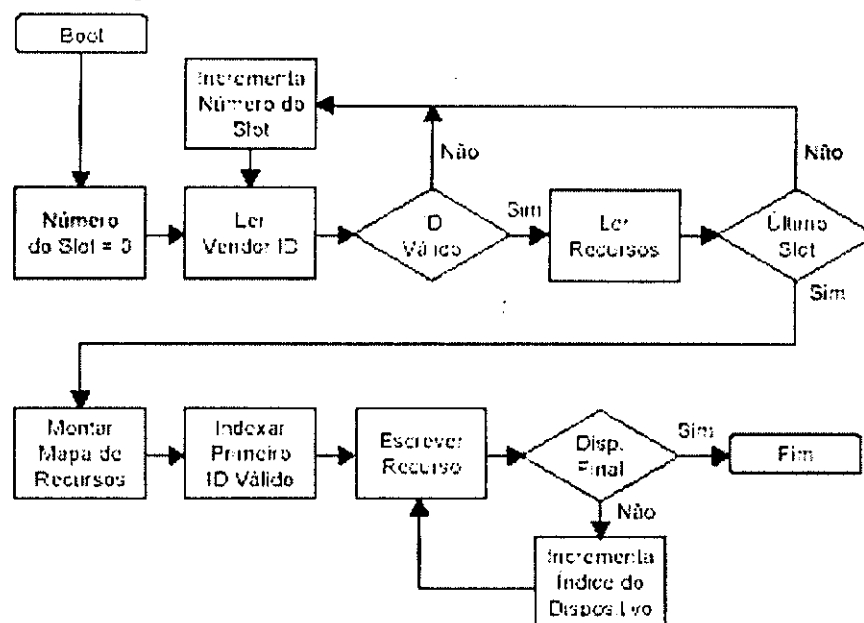 Boot
Incrementa
Número do
Slot
Não
Não
Número
do Slot = 0
Ler
Vendor ID
ID
Válido
Sim
Ler
Recursos
Último
Slot
Sim
Montar
Mapa de
Recursos
Indexar
Primeiro
ID Válido
Escrever
Recurso
Disp.
Final
Sim
Fim
Não
Incrementa
Índice do
Dispositivo